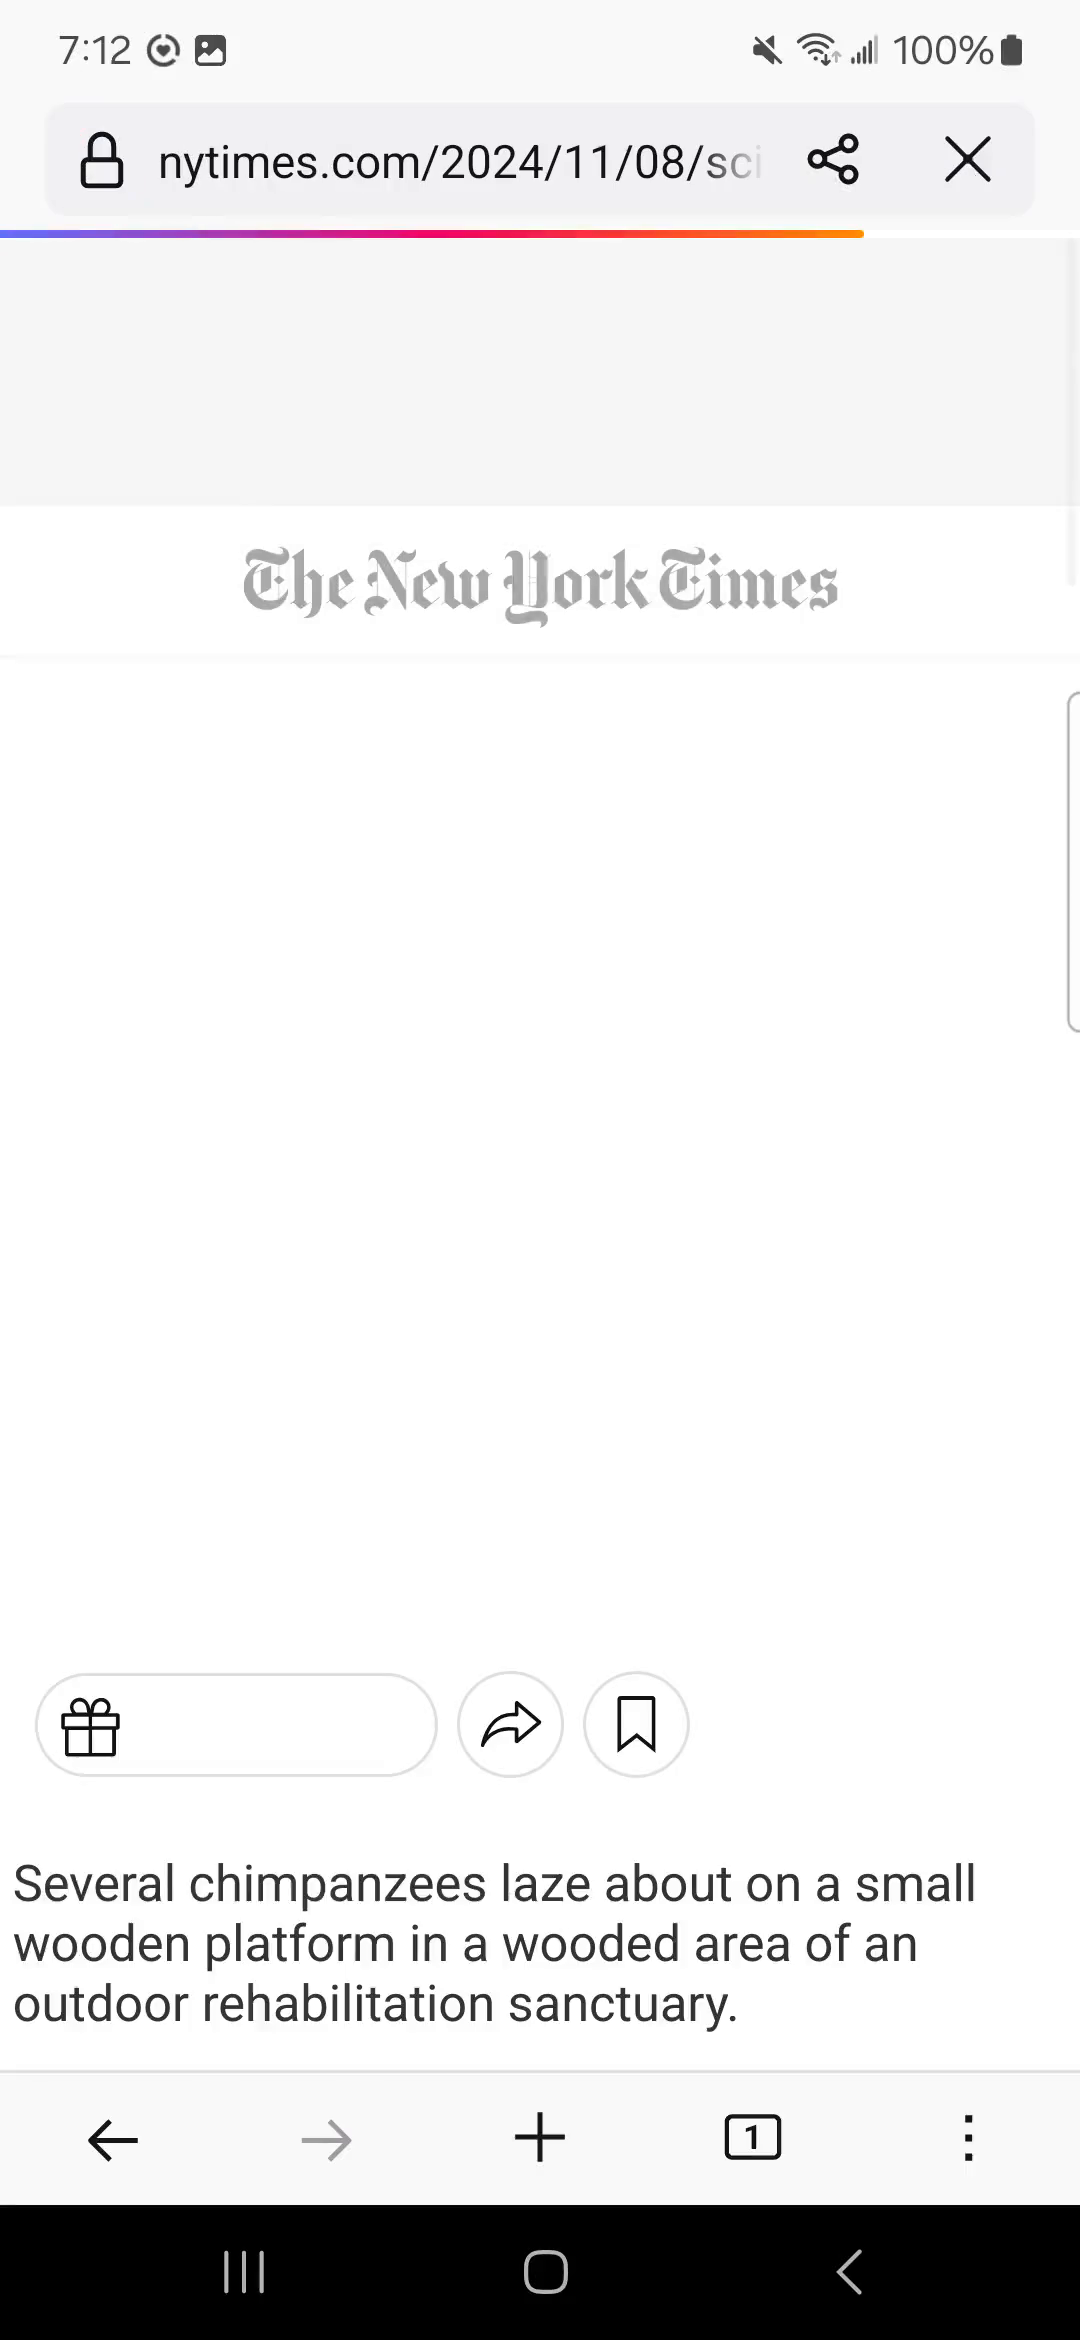 7:12
100%
nytimes.com/2024/11/08/sci
The New York Times
Several chimpanzees laze about on a small
wooden platform in a wooded area of an
outdoor rehabilitation sanctuary.
1